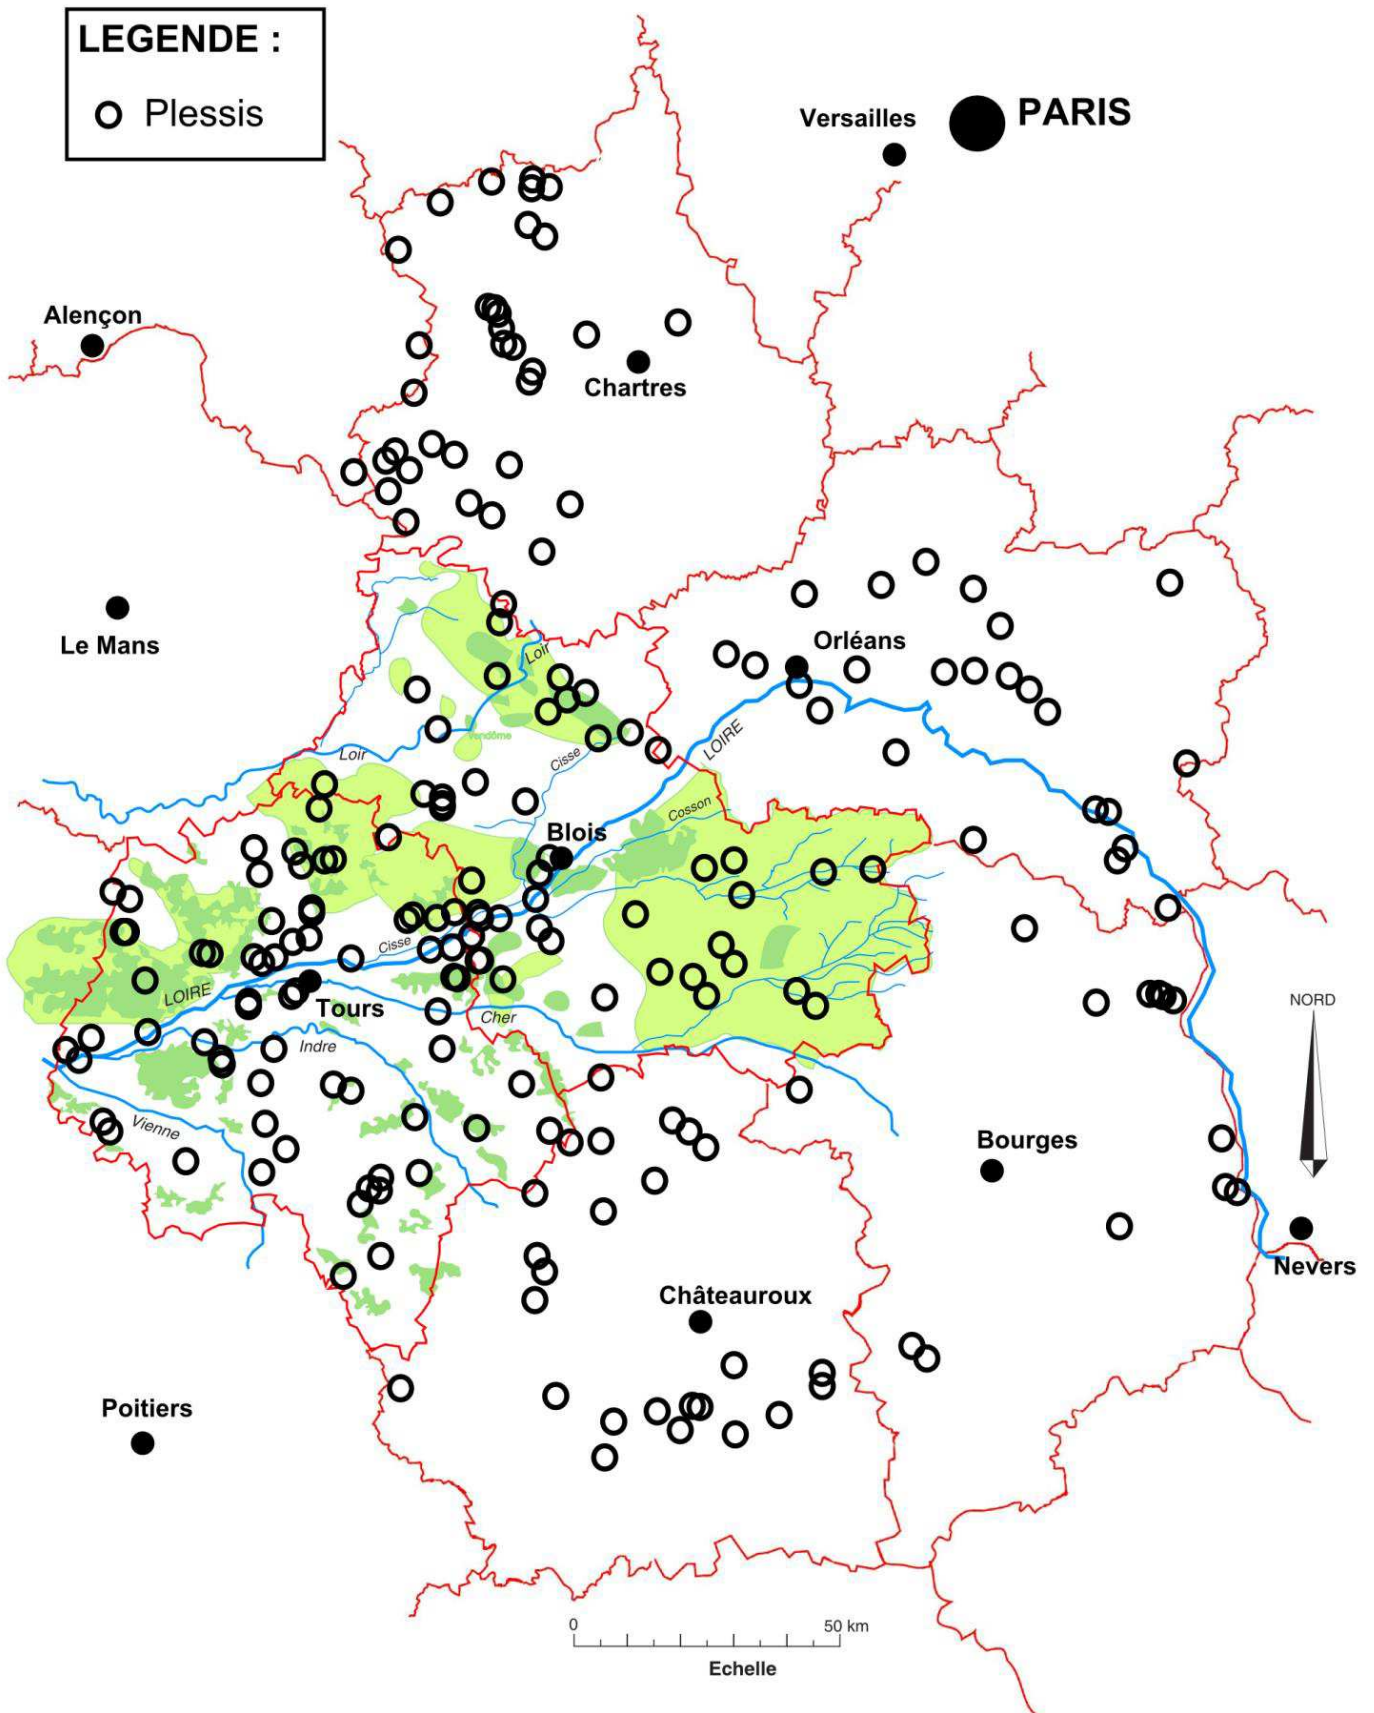 LEGENDE :
Plessis
Versailles
PARIS
Alençon
Chartres
Le Mans
Orléans
Loir
Vendôme
Loir
Cisse
LOIRE
Cosson
Blois
Cisse
LOIRE
Tours
Cher
Indre
NORD
Vienne
Bourges
Nevers
Châteauroux
Poitiers
0 50 km
Echelle